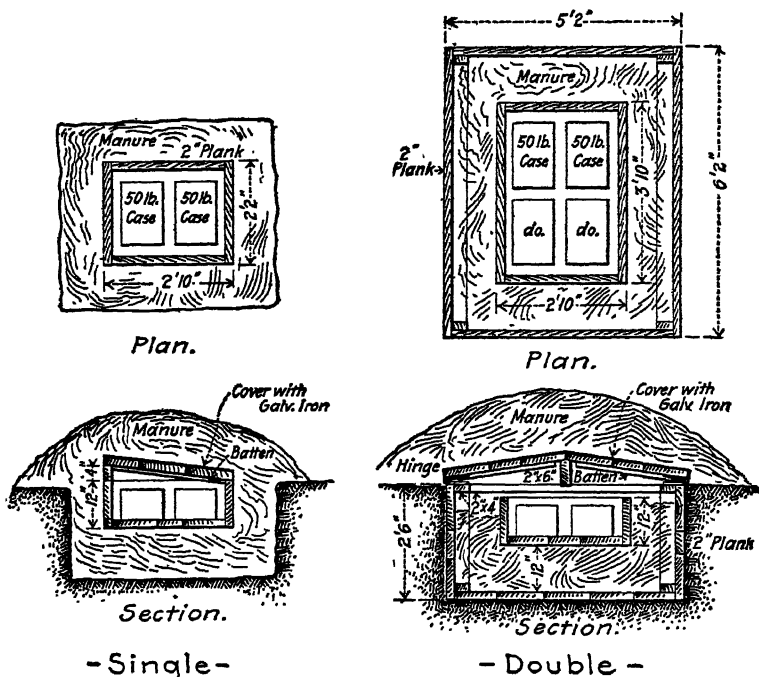 Manure
2" Plank
50 lb.
Case
50 lb.
Case
2'2"
2'10"
Plan.
5'2"
Manure
2"
Plank
50 lb.
Case
50 lb.
Case
do.
do.
3'10"
6'2"
2'10"
Plan.
Cover with
Galv. Iron
Manure
Batten
4"
12"
Section.
- Single -
Cover with
Galv. Iron
Manure
Hinge
2"x6"
Batten
2"x4"
12"
2'6"
2" Plank
12"
Section.
- Double -